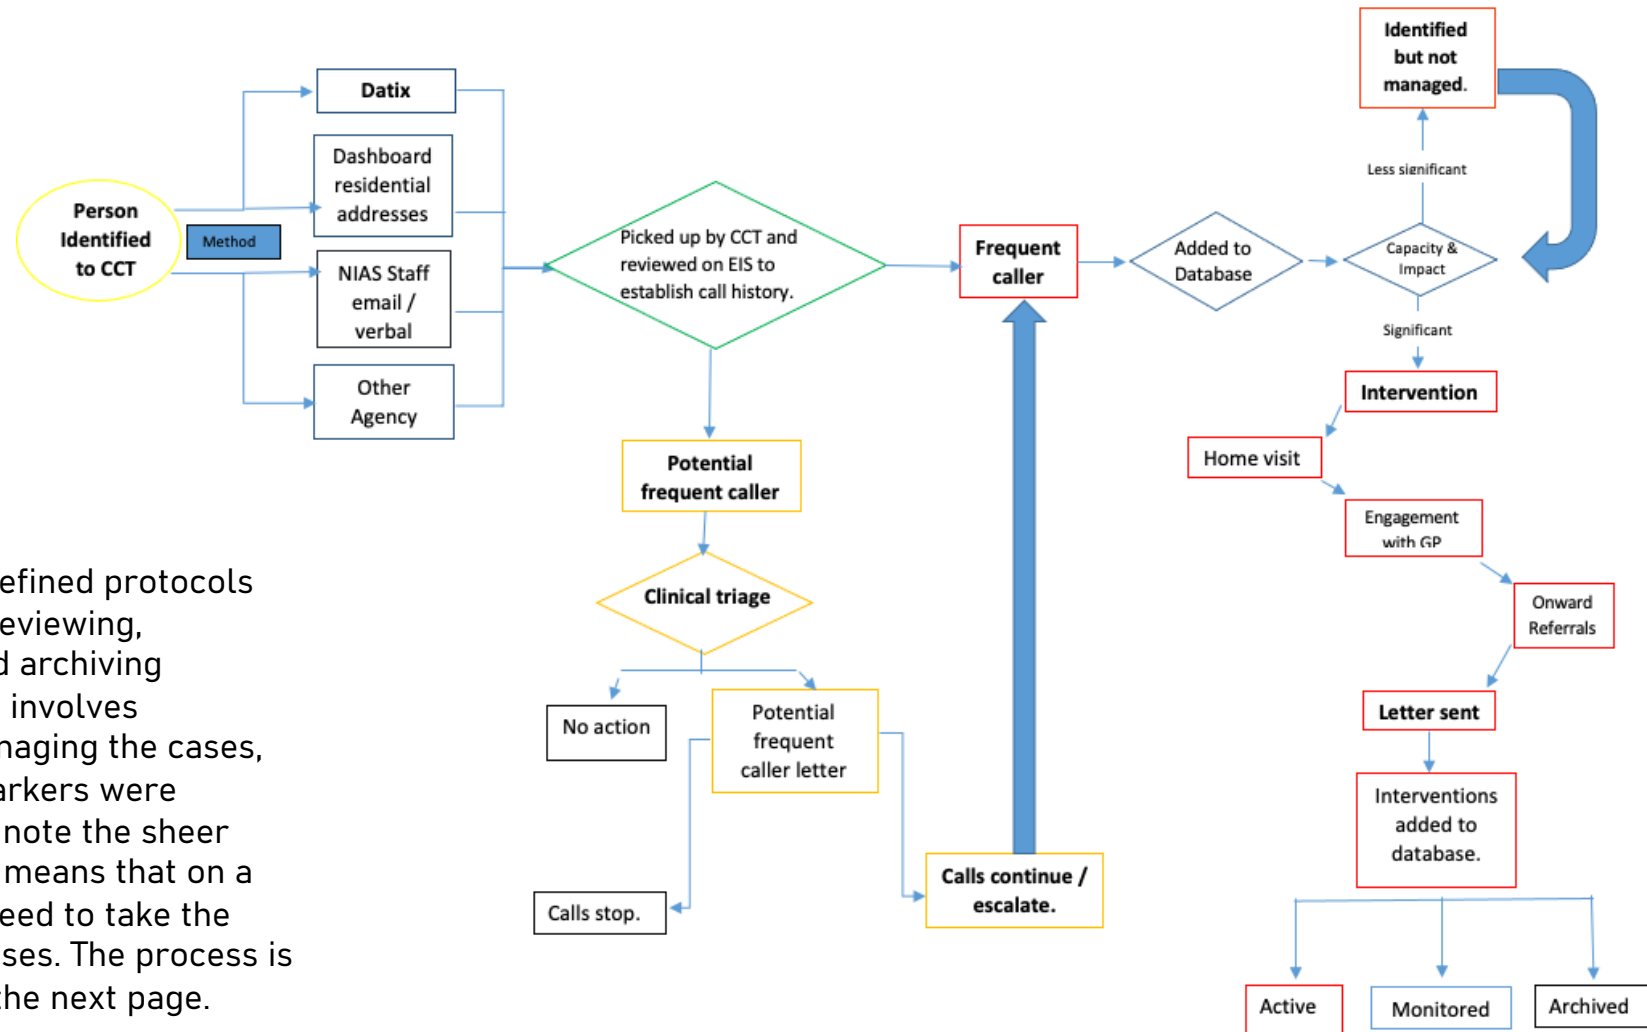 Person
Identified
to CCT
Method
Datix
Dashboard
residential
addresses
NIAS Staff
email /
verbal
Other
Agency
Picked up by CCT and
reviewed on EIS to
establish call history.
Frequent
caller
Added to
Database
Capacity &
Impact
Less significant
Identified
but not
managed.
Significant
Intervention
Home visit
Engagement
with GP
Onward
Referrals
Letter sent
Interventions
added to
database.
Active
Monitored
Archived
Potential
frequent caller
Clinical triage
No action
Potential
frequent
caller letter
Calls stop.
Calls continue /
escalate.
efined protocols
eviewing,
d archiving
involves
naging the cases,
arkers were
note the sheer
means that on a
eed to take the
ses. The process is
the next page.